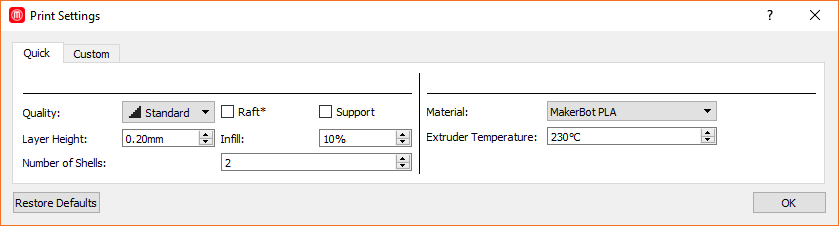 Print Settings
Quick Custom
Quality: Standard Raft* Support Material: MakerBot PLA
Layer Height: 0.20mm Infill: 10% Extruder Temperature: 230°C
Number of Shells: 2
Restore Defaults OK